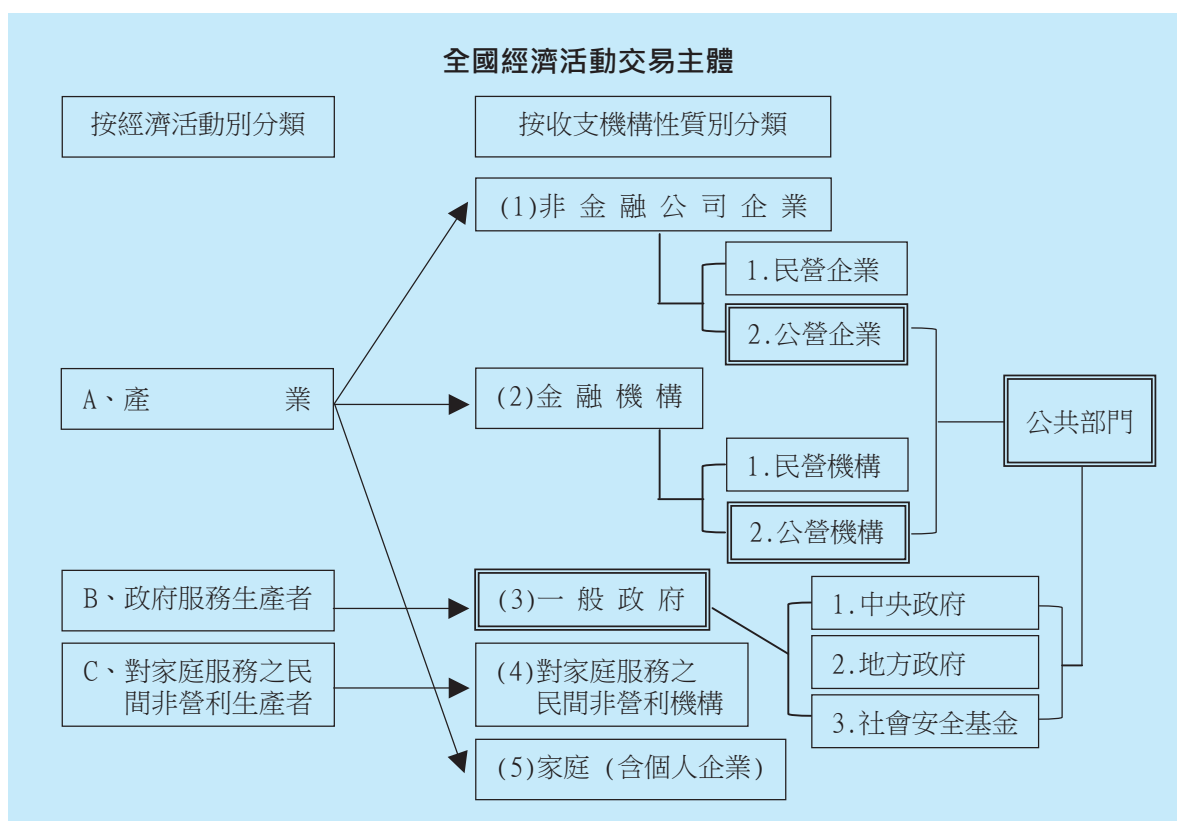 全國經濟活動交易主體
按經濟活動別分類
按收支機構性質別分類
(1)非金融公司企業
1.民營企業
2.公營企業
A、產業
(2)金融機構
公共部門
1.民營機構
2.公營機構
B、政府服務生產者
(3)一般政府
1.中央政府
2.地方政府
3.社會安全基金
C、對家庭服務之民
間非營利生產者
(4)對家庭服務之
民間非營利機構
(5)家庭(含個人企業)